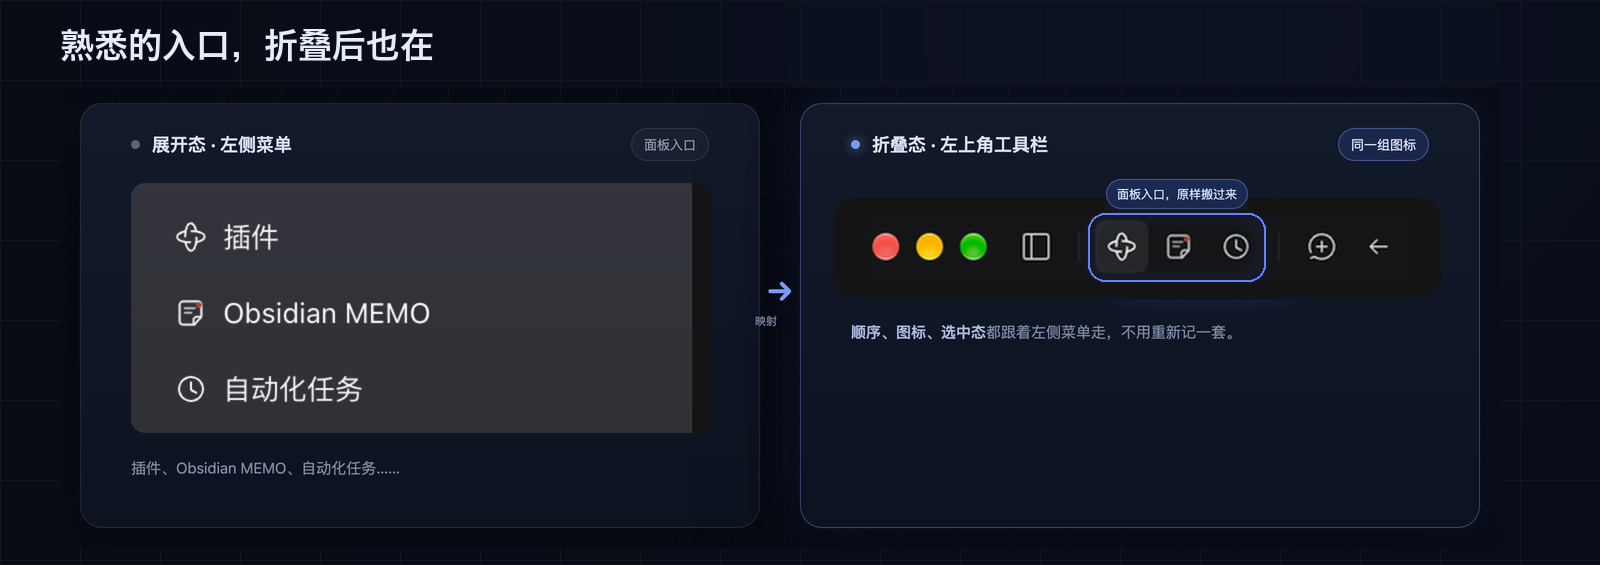 熟悉的入口，折叠后也在
展开态 · 左侧菜单
面板入口
插件
Obsidian MEMO
自动化任务
插件、Obsidian MEMO、自动化任务……
映射
折叠态 · 左上角工具栏
同一组图标
面板入口，原样搬过来
顺序、图标、选中态都跟着左侧菜单走，不用重新记一套。